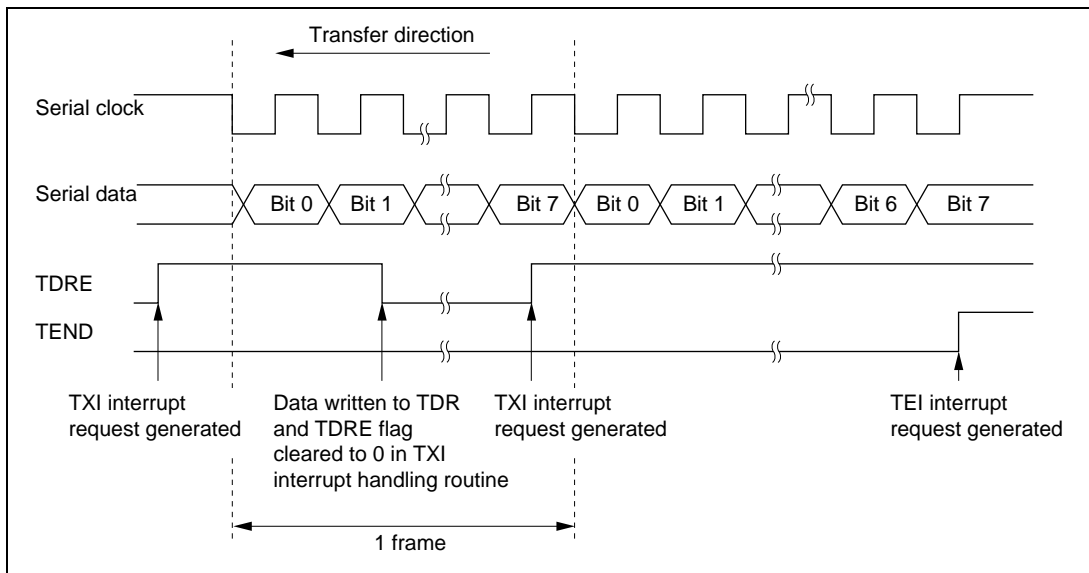 Transfer direction
Serial clock
Serial data
Bit 0 Bit 1 Bit 7 Bit 0 Bit 1 Bit 6 Bit 7
TDRE
TEND
TXI interrupt
request generated
Data written to TDR
and TDRE flag
cleared to 0 in TXI
interrupt handling routine
TXI interrupt
request generated
TEI interrupt
request generated
1 frame